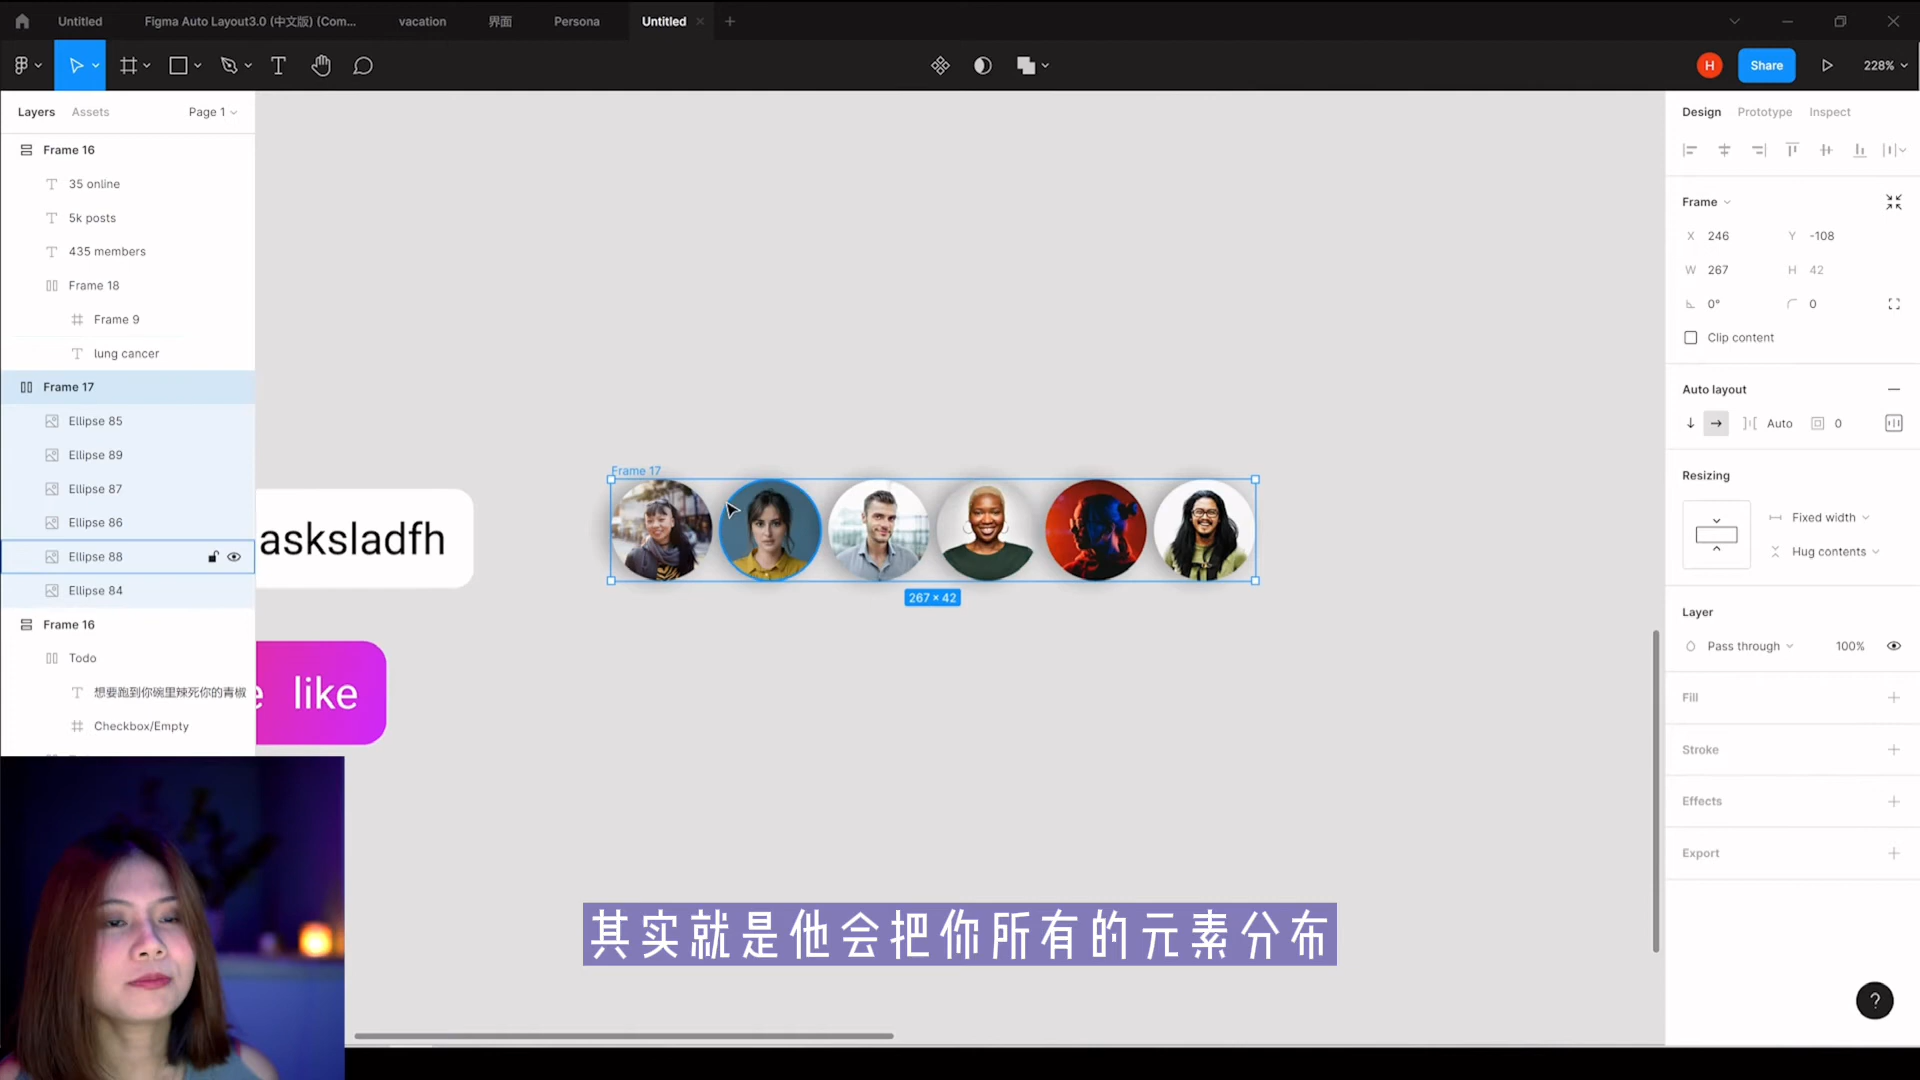 Untitled
Figma Auto Layout3.0 (中文版) (Com...
vacation
界面
Persona
Untitled
H
Share
228%
Layers
Assets
Page 1
Frame 16
35 online
5k posts
435 members
Frame 18
Frame 9
lung cancer
Frame 17
Ellipse 85
Ellipse 89
Ellipse 87
Ellipse 86
Ellipse 88
Ellipse 84
Frame 16
Todo
想要跑到你碗里辣死你的青椒
Checkbox/Empty
asksladfh
e like
Frame 17
267 × 42
其实就是他会把你所有的元素分布
Design
Prototype
Inspect
Frame
X 246
Y -108
W 267
H 42
0°
0
Clip content
Auto layout
Auto
0
Resizing
Fixed width
Hug contents
Layer
Pass through
100%
Fill
Stroke
Effects
Export
?